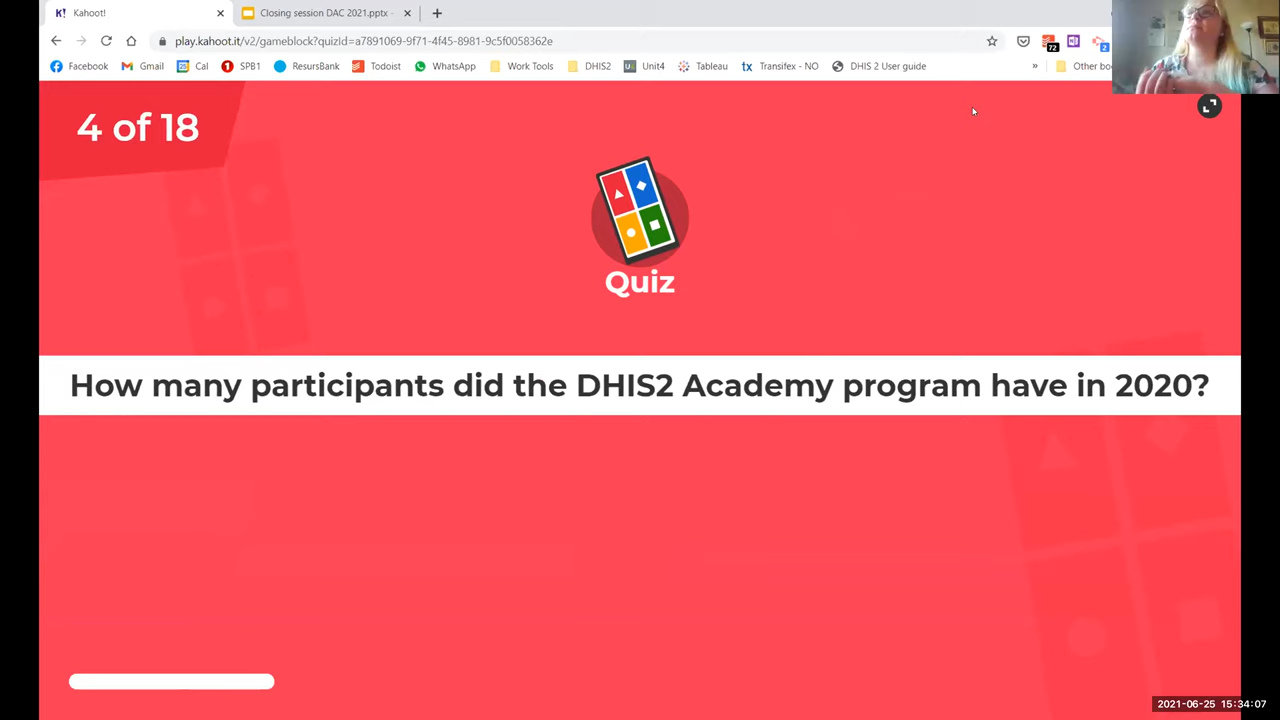 K! Kahoot!
Closing session DAC 2021.pptx -
play.kahoot.it/v2/gameblock?quizId=a7891069-9f71-4f45-8981-9c5f0058362e
72
2
Facebook Gmail Cal SPB1 ResursBank Todoist WhatsApp Work Tools DHIS2 Unit4 Tableau tx Transifex - NO DHIS 2 User guide » Other bo
4 of 18
Quiz
How many participants did the DHIS2 Academy program have in 2020?
2021-06-25 15:34:07